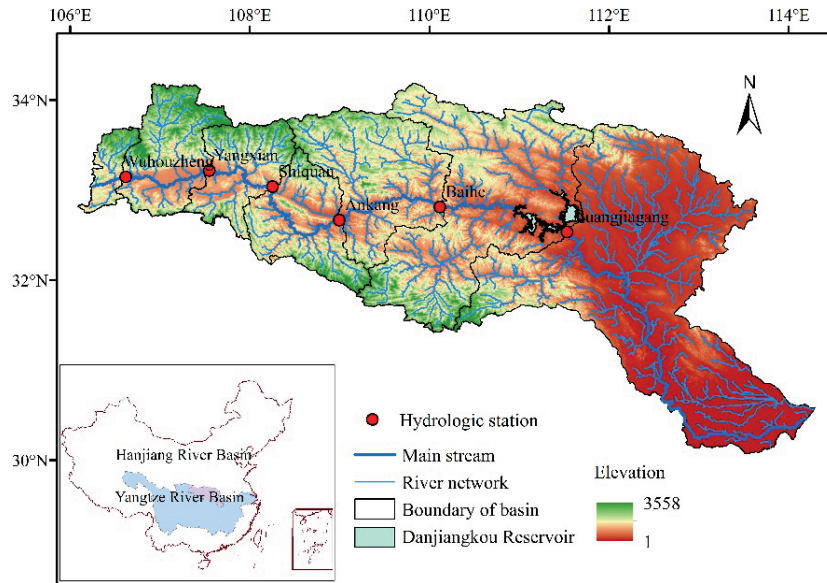 106°E 108°E 110°E 112°E 114°E
34°N
32°N
30°N
N
Wuhouzheng
Yangxian
Shiquan
Ankang
Baihe
Huangjiagang
Hanjiang River Basin
Yangtze River Basin
Hydrologic station
Main stream
River network
Boundary of basin
Danjiangkou Reservoir
Elevation
3558
1